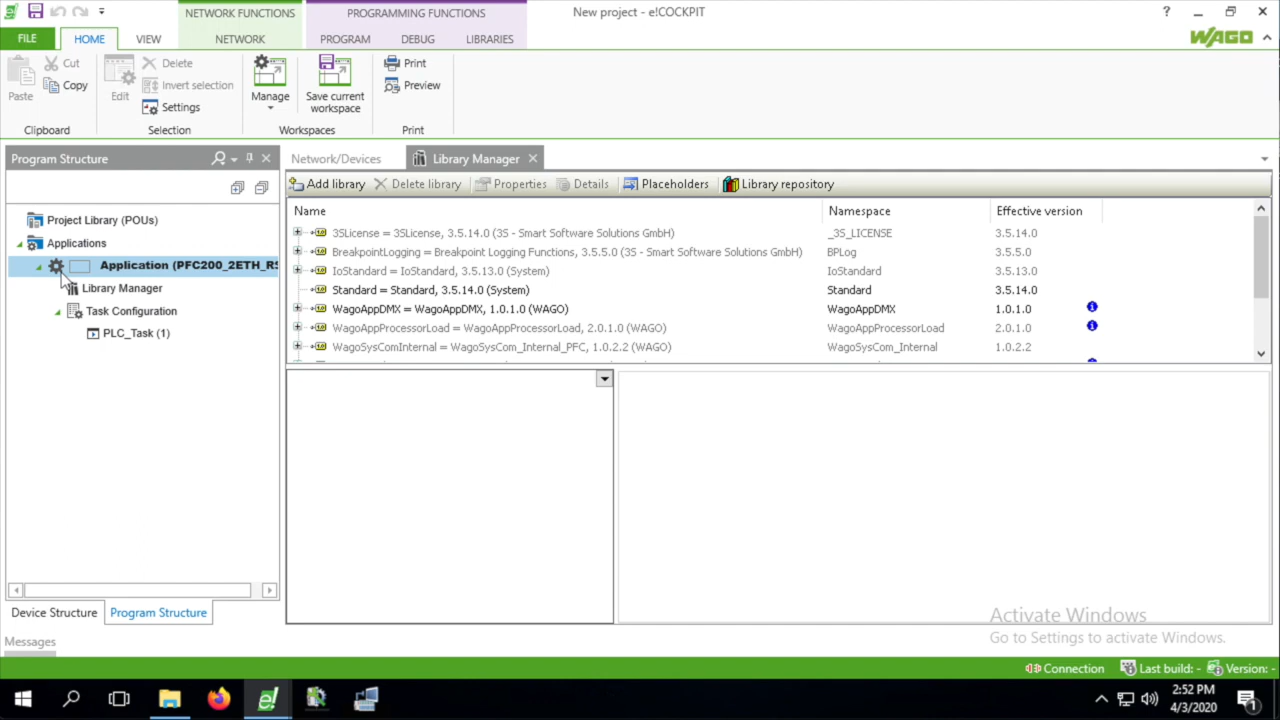 NETWORK FUNCTIONS
PROGRAMMING FUNCTIONS
New project - e!COCKPIT
?
FILE
HOME
VIEW
NETWORK
PROGRAM
DEBUG
LIBRARIES
WAGO
Paste
Cut
Copy
Clipboard
Edit
Delete
Invert selection
Settings
Selection
Manage
Save current
workspace
Workspaces
Print
Preview
Print
Program Structure
Project Library (POUs)
Applications
Application (PFC200_2ETH_RS
Library Manager
Task Configuration
PLC_Task (1)
Device Structure
Program Structure
Network/Devices
Library Manager
Add library
Delete library
Properties
Details
Placeholders
Library repository
Name Namespace Effective version
3SLicense = 3SLicense, 3.5.14.0 (3S - Smart Software Solutions GmbH) _3S_LICENSE 3.5.14.0
BreakpointLogging = Breakpoint Logging Functions, 3.5.5.0 (3S - Smart Software Solutions GmbH) BPLog 3.5.5.0
IoStandard = IoStandard, 3.5.13.0 (System) IoStandard 3.5.13.0
Standard = Standard, 3.5.14.0 (System) Standard 3.5.14.0
WagoAppDMX = WagoAppDMX, 1.0.1.0 (WAGO) WagoAppDMX 1.0.1.0
WagoAppProcessorLoad = WagoAppProcessorLoad, 2.0.1.0 (WAGO) WagoAppProcessorLoad 2.0.1.0
WagoSysComInternal = WagoSysCom_Internal_PFC, 1.0.2.2 (WAGO) WagoSysCom_Internal 1.0.2.2
Activate Windows
Go to Settings to activate Windows.
Messages
Connection
Last build: -
Version: -
e!
2:52 PM
4/3/2020
1